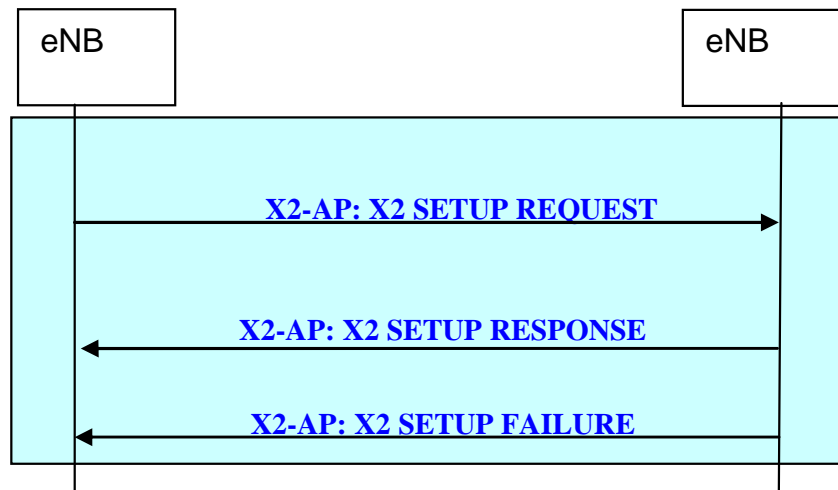 eNB
eNB
X2-AP: X2 SETUP REQUEST
X2-AP: X2 SETUP RESPONSE
X2-AP: X2 SETUP FAILURE